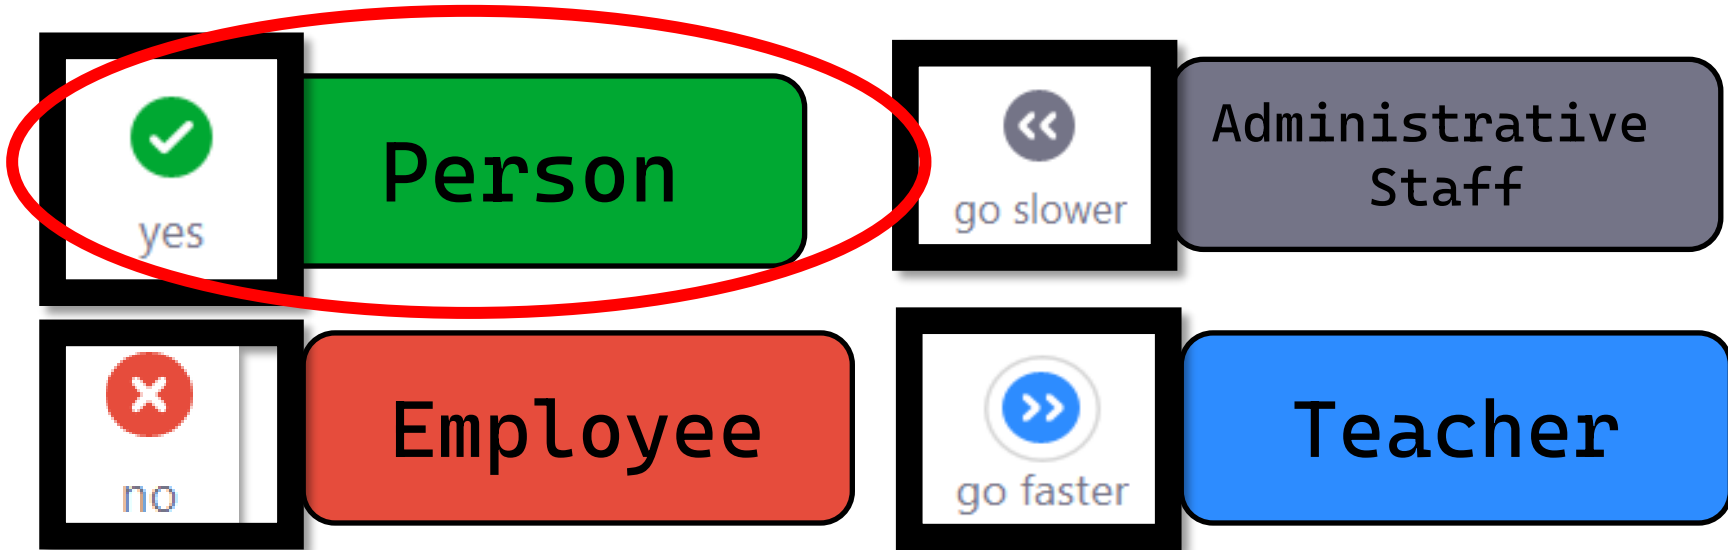 yes
Person
go slower
Administrative
Staff
no
Employee
go faster
Teacher